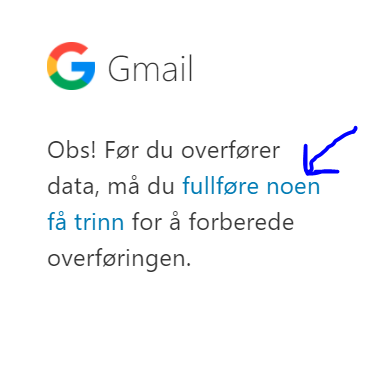 Gmail
Obs! Før du overfører
data, må du fullføre noen
få trinn for å forberede
overføringen.